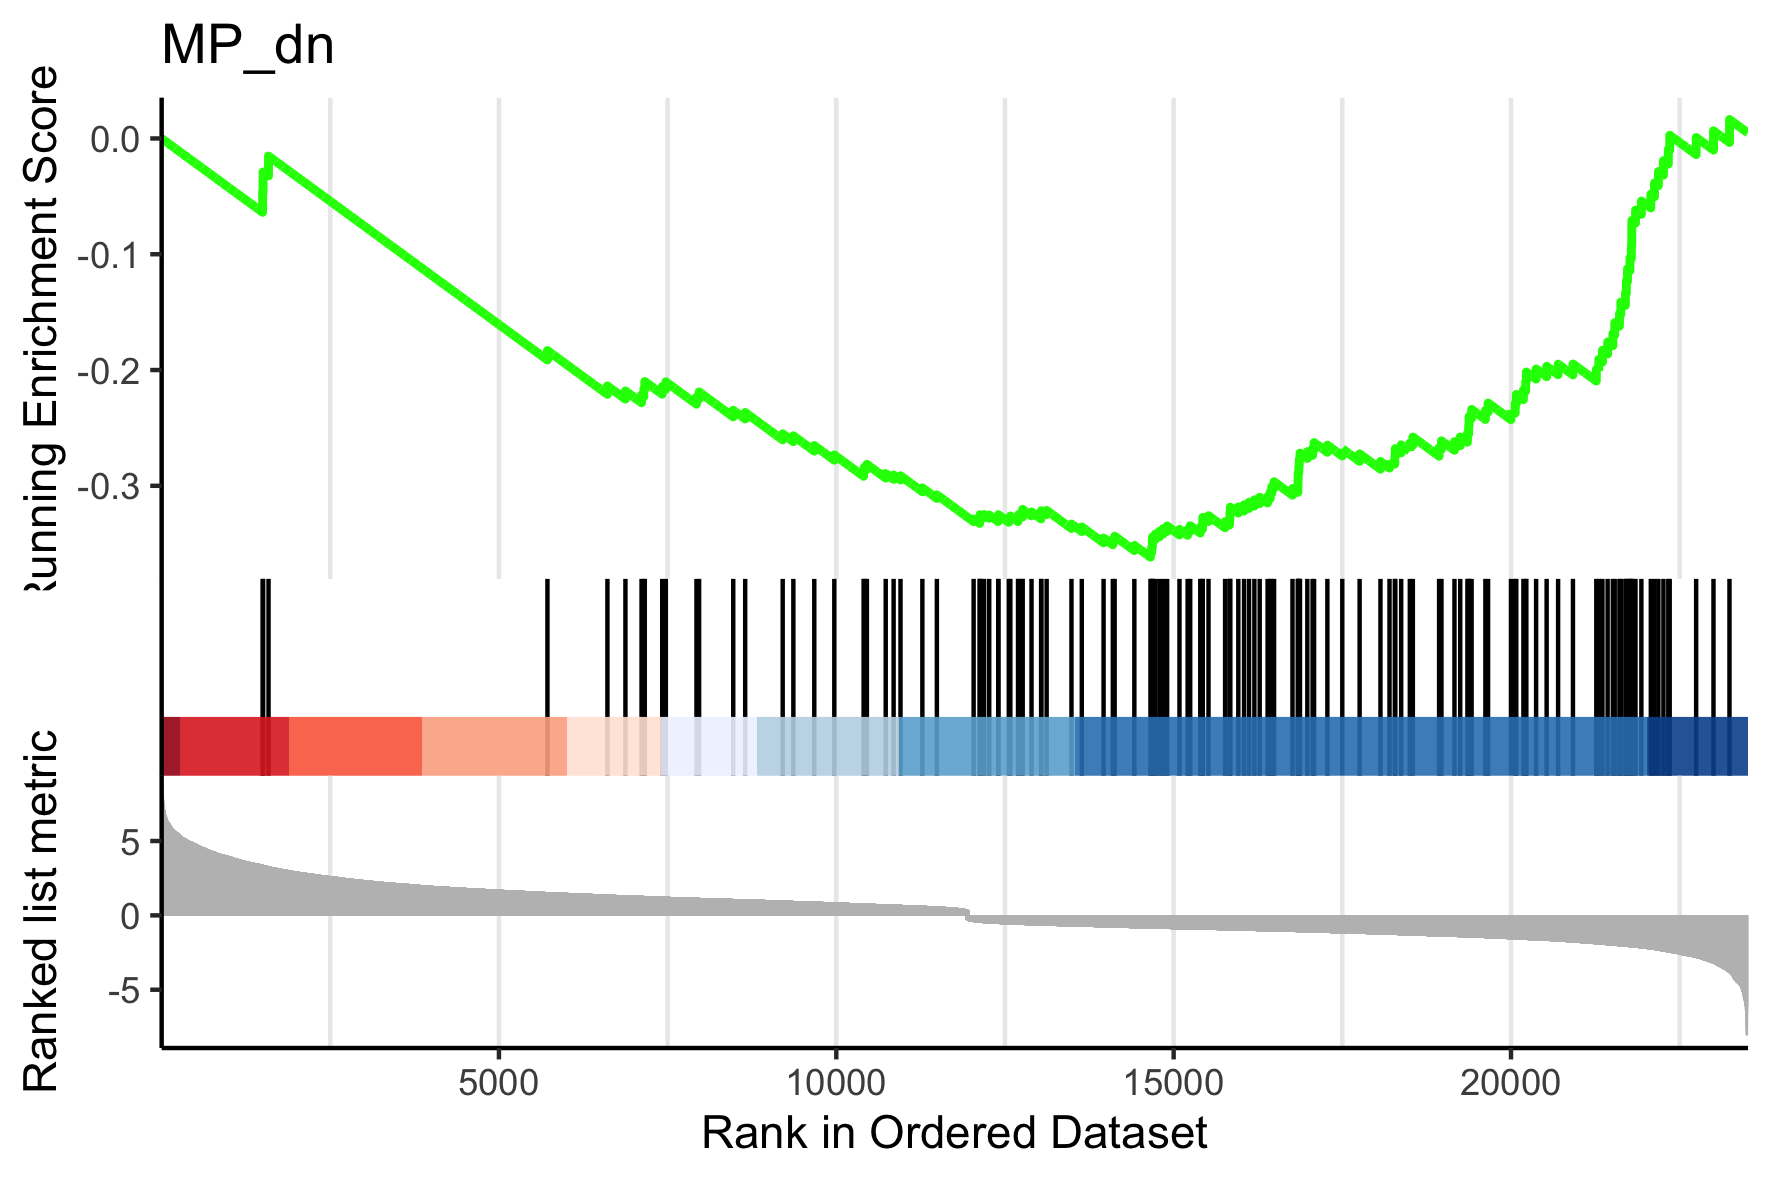 MP_dn
Running Enrichment Score
0.0
-0.1
-0.2
-0.3
Ranked list metric
5
0
-5
5000
10000
15000
20000
Rank in Ordered Dataset